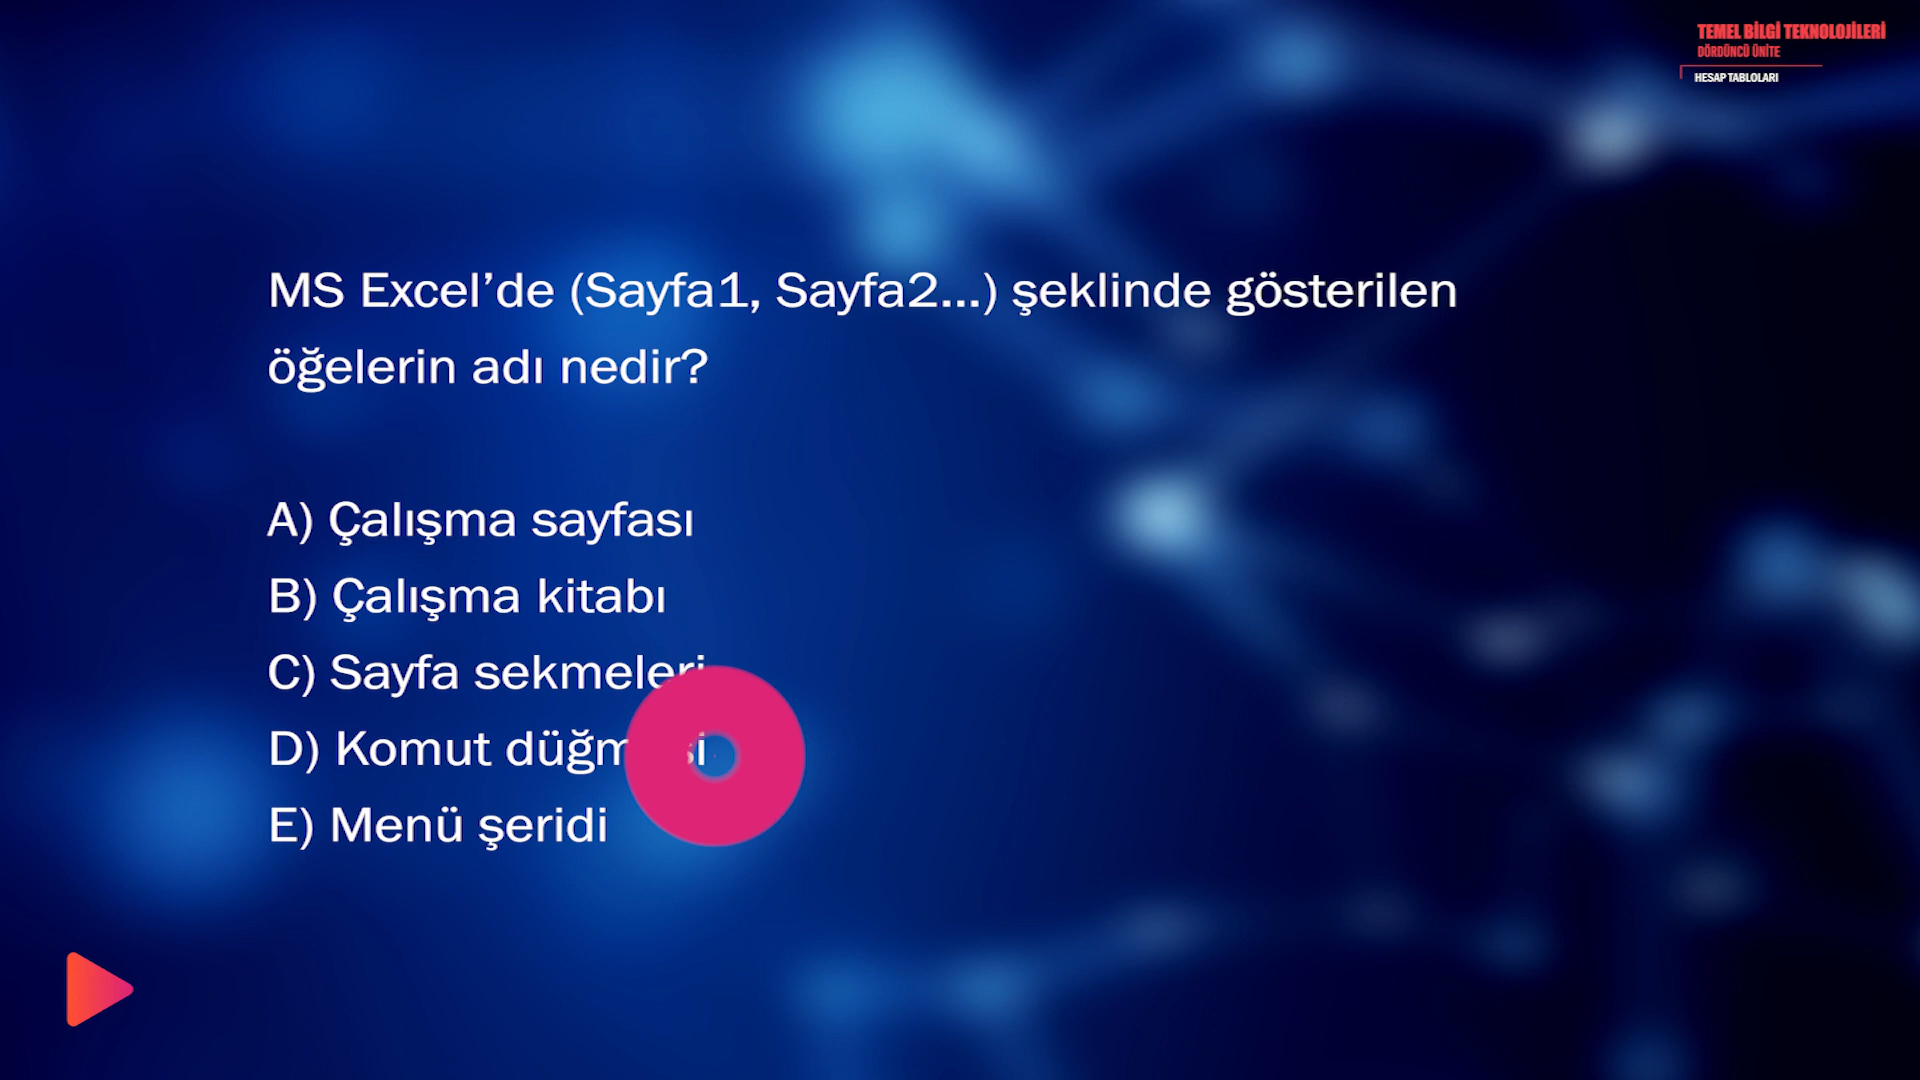 TEMEL BİLGİ TEKNOLOJİLERİ
DÖRDÜNCÜ ÜNİTE
HESAP TABLOLARI
MS Excel’de (Sayfa1, Sayfa2...) şeklinde gösterilen
öğelerin adı nedir?
A) Çalışma sayfası
B) Çalışma kitabı
C) Sayfa sekmeleri
D) Komut
E) Menü şeridi